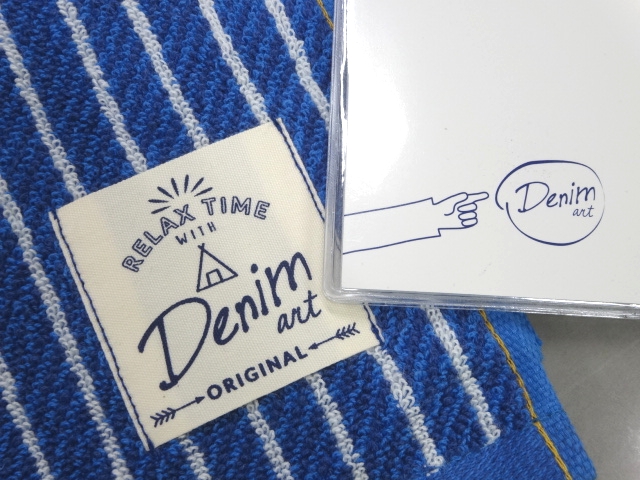 RELAX TIME
WITH
Denim
art
ORIGINAL
Denim
art